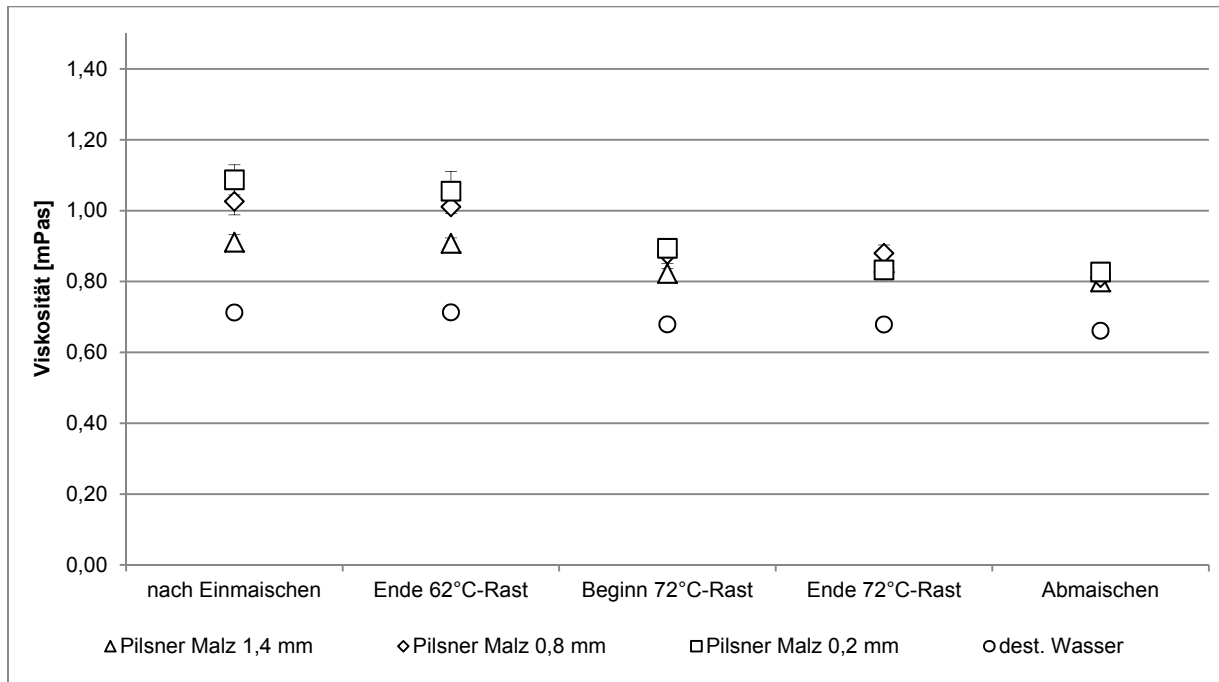 1,40
1,20
1,00
0,80
0,60
0,40
0,20
0,00
Viskosität [mPas]
nach Einmaischen Ende 62°C-Rast Beginn 72°C-Rast Ende 72°C-Rast Abmaischen
Pilsner Malz 1,4 mm Pilsner Malz 0,8 mm Pilsner Malz 0,2 mm dest. Wasser